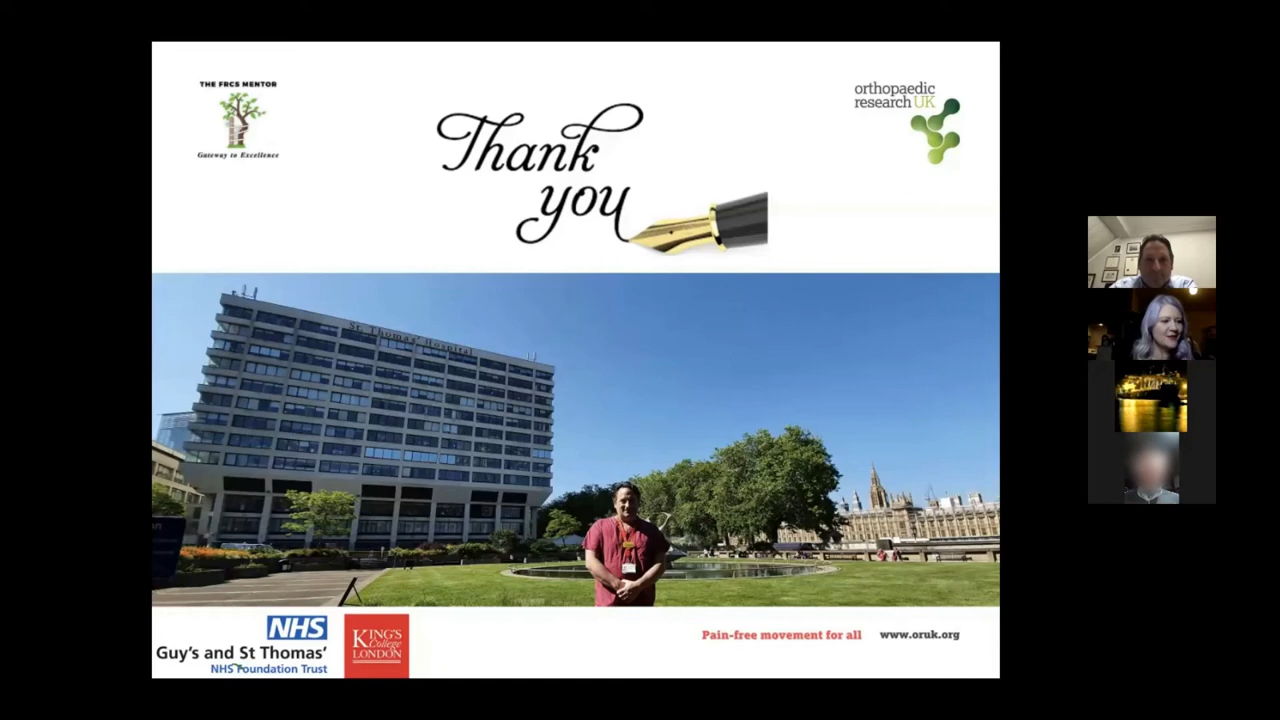 THE FRCS MENTOR
Gateway to Excellence
Thank
you
orthopaedic
research UK
St. Thomas' Hospital
NHS
Guy's and St Thomas'
NHS Foundation Trust
KING'S
College
LONDON
Pain-free movement for all
www.oruk.org